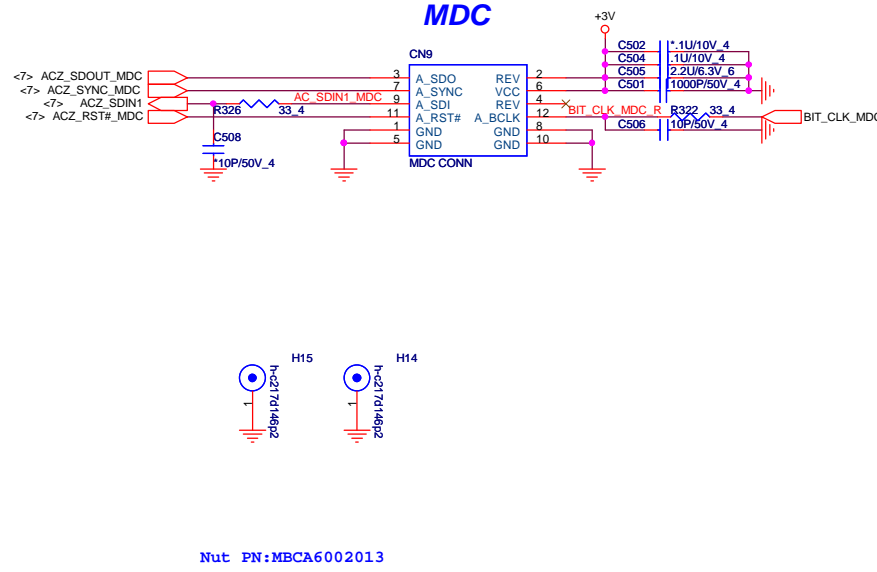 MDC
+3V
CN9
C502 *.1U/10V_4
C504 .1U/10V_4
C505 2.2U/6.3V_6
C501 1000P/50V_4
<7> ACZ_SDOUT_MDC 3 A_SDO REV 2
<7> ACZ_SYNC_MDC 7 A_SYNC VCC 6
<7> ACZ_SDIN1 AC_SDIN1_MDC 9 A_SDI REV 4
<7> ACZ_RST#_MDC R326 33_4 11 A_RST# A_BCLK 12 BIT_CLK_MDC_R R322 33_4 BIT_CLK_MDC
1 GND GND 8 C506 10P/50V_4
5 GND GND 10
C508
*10P/50V_4
MDC CONN
H15 H14
h-c217d146p2 h-c217d146p2
1 1
Nut PN:MBCA6002013